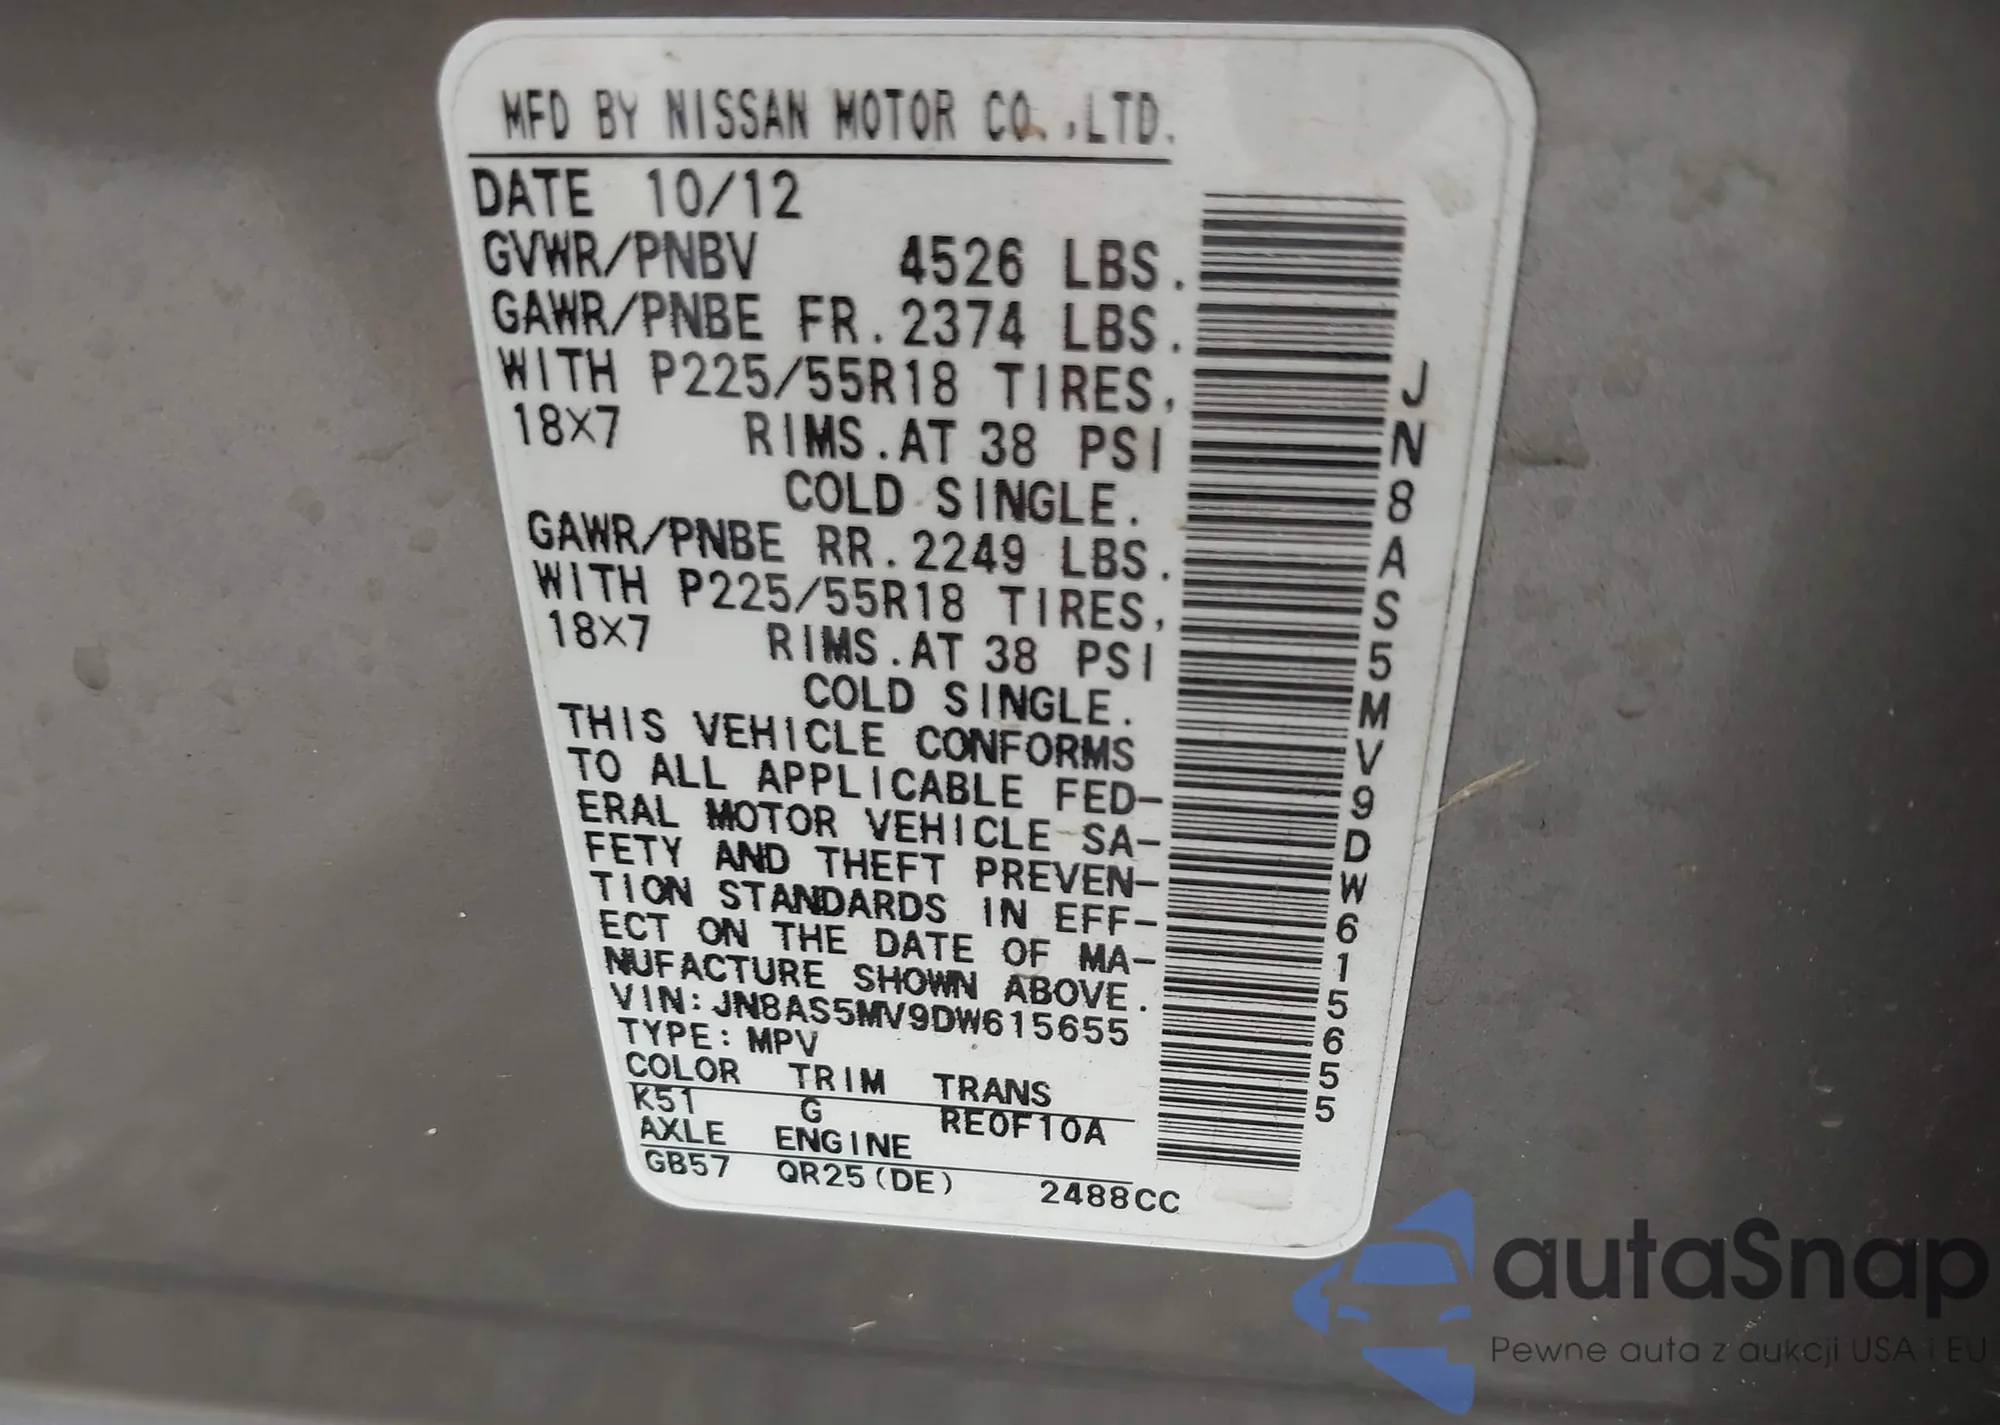 MFD BY NISSAN MOTOR CO.,LTD.
DATE 10/12
GVWR/PNBV 4526 LBS.
GAWR/PNBE FR.2374 LBS.
WITH P225/55R18 TIRES,
18X7 RIMS.AT 38 PSI
COLD SINGLE.
GAWR/PNBE RR.2249 LBS.
WITH P225/55R18 TIRES,
18X7 RIMS.AT 38 PSI
COLD SINGLE.
THIS VEHICLE CONFORMS
TO ALL APPLICABLE FED-
ERAL MOTOR VEHICLE SA-
FETY AND THEFT PREVEN-
TION STANDARDS IN EFF-
ECT ON THE DATE OF MA-
NUFACTURE SHOWN ABOVE.
VIN:JN8AS5MV9DW615655
TYPE:MPV
COLOR TRIM TRANS
K51 G RE0F10A
AXLE ENGINE
GB57 QR25(DE) 2488CC
JN8AS5MV9DW615655
autaSnap
Pewne auta z aukcji USA i EU